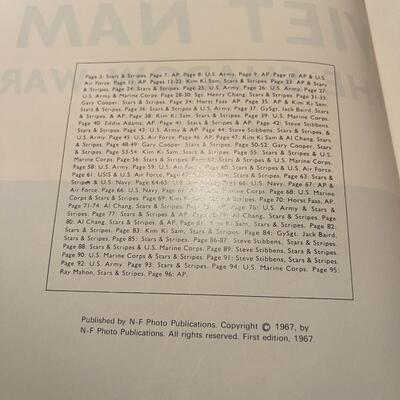 VIET NAM
Page 3: Stars & Stripes. Page 7: AP. Page 8: U.S. Army. Page 9: AP. Page 10: AP & U.S.
Air Force. Page 11: AP. Pages 12-22: Kim Ki Sam, Stars & Stripes. Page 23: AP & Stars &
Stripes. Page 24: Stars & Stripes. Page 25: U.S. Army. Page 26: U.S. Army. Page 27:
U.S. Army & Marine Corps. Page 28-30: Sgt. Henry Chang, Stars & Stripes. Page 31-33:
Gary Cooper, Stars & Stripes. Page 34: Horst Faas, AP. Page 35: AP & Kim Ki Sam,
Stars & Stripes. Page 36: Stars & Stripes. Page 37: GySgt. Jack Baird, Stars & Stripes,
& AP. Page 38: Kim Ki Sam, Stars & Stripes. Page 39: U.S. Marine Corps.
Page 40: Eddie Adams, AP. Page 41: Stars & Stripes & AP. Page 42: Steve Stibbens,
Stars & Stripes. Page 43: U.S. Army & AP. Page 44: Steve Stibbens, Stars & Stripes, &
U.S. Army. Page 45: U.S. Air Force. Page 46: AP. Page 47: Kim Ki Sam & Al Chang, Stars
& Stripes. Page 48-49: Gary Cooper, Stars & Stripes. Page 50-52: Gary Cooper, Stars
& Stripes. Page 53-54: Kim Ki Sam, Stars & Stripes. Page 55: Stars & Stripes & U.S.
Marine Corps. Page 56: Stars & Stripes. Page 57: Stars & Stripes & U.S. Marine Corps.
Page 58: U.S. Army. Page 59: U.S. Air Force. Page 60: Stars & Stripes & U.S. Air Force.
Page 61: USIS & U.S. Air Force. Page 62: Kim Ki Sam, Stars & Stripes. Page 63: Stars &
Stripes & U.S. Navy. Page 64-65: U.S. Navy. Page 66: U.S. Navy. Page 67: AP & U.S.
Air Force. Page 66: U.S. Navy. Page 67: U.S. Marine Corps. Page 68: U.S. Marine
Corps & Stars & Stripes. Page 69: Kim Ki Sam, Stars & Stripes. Page 70: Horst Faas, AP.
Page 71-74: Al Chang, Stars & Stripes. Page 76: U.S. Army & Stars &
Stripes. Page 77: Stars & Stripes & AP. Page 78-79: Al Chang, Stars & Stripes. Page
80: Al Chang, Stars & Stripes, & AP. Page 81: Kim Ki Sam, Stars & Stripes. Page 82:
Stars & Stripes. Page 83: Kim Ki Sam, Stars & Stripes. Page 84: GySgt. Jack Baird,
Stars & Stripes, Page 85: Stars & Stripes. Page 86-87: Steve Stibbens, Stars & Stripes.
Page 88: Stars & Stripes & U.S. Marine Corps. Page 89: Steve Stibbens, Stars & Stripes.
Page 90: U.S. Marine Corps & Stars & Stripes. Page 91: Steve Stibbens, Stars & Stripes.
Page 92: U.S. Army. Page 93: Stars & Stripes. Page 94: U.S. Marine Corps. Page 95:
Ray Mahon, Stars & Stripes. Page 96: AP.
Published by N-F Photo Publications. Copyright © 1967, by
N-F Photo Publications. All rights reserved. First edition, 1967.